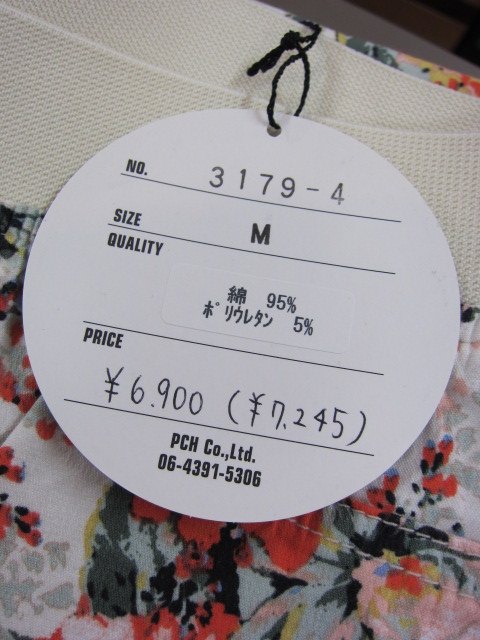 NO. 3179-4
SIZE M
QUALITY
綿 95%
ポリウレタン 5%
PRICE
¥6.900 (¥7.245)
PCH Co.,Ltd.
06-4391-5306